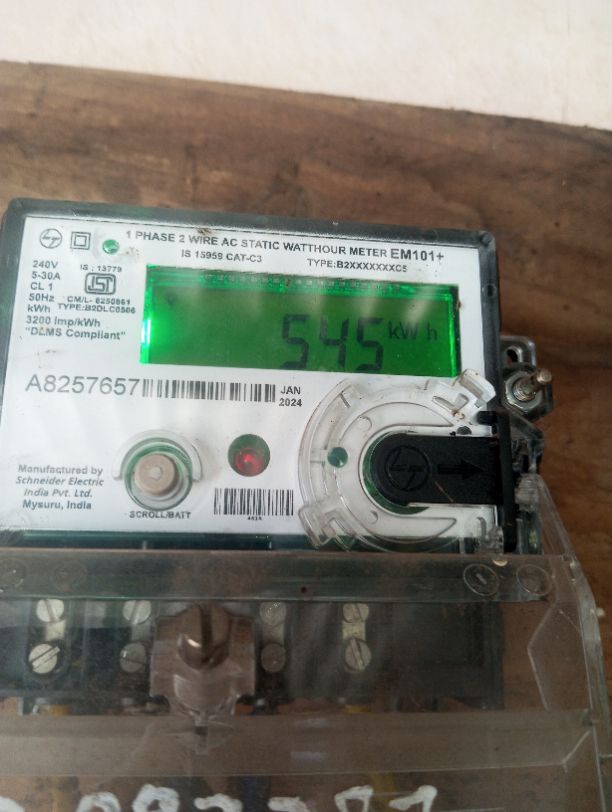 1 PHASE 2 WIRE AC STATIC WATTHOUR METER EM101+
IS 15959 CAT-C3 TYPE:B2XXXXXXXC5
240V
5-30A
CL 1
50Hz
kWh
3200 imp/kWh
"DLMS Compliant"
IS : 13779
CM/L- 8250861
TYPE:B2DLC0506
545 kWh
A8257657
JAN
2024
Manufactured by
Schneider Electric
India Pvt. Ltd.
Mysuru, India
SCROLL/BATT